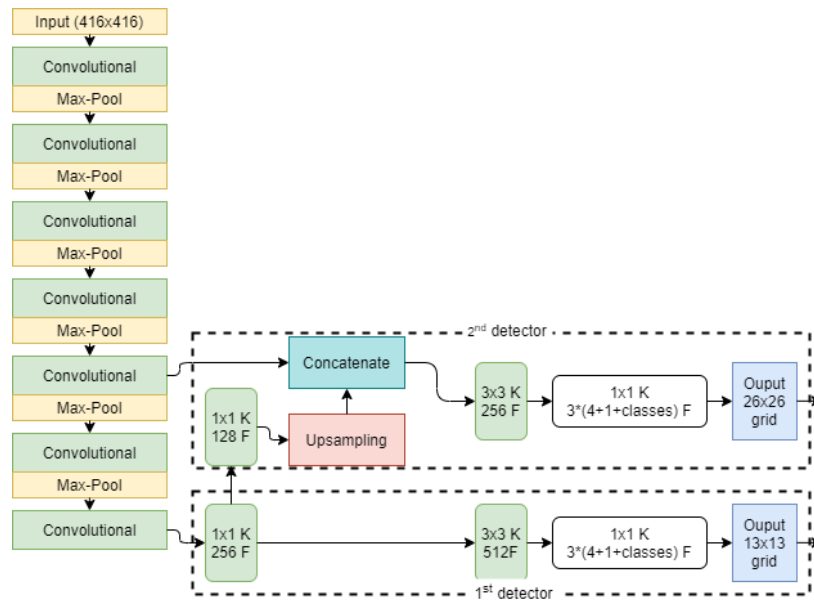 Input (416x416)
Convolutional
Max-Pool
Convolutional
Max-Pool
Convolutional
Max-Pool
Convolutional
Max-Pool
Convolutional
Max-Pool
Convolutional
Max-Pool
Convolutional
2nd detector
Concatenate
1x1 K
128 F
Upsampling
3x3 K
256 F
1x1 K
3*(4+1+classes) F
Ouput
26x26
grid
1x1 K
256 F
3x3 K
512F
1x1 K
3*(4+1+classes) F
Ouput
13x13
grid
1st detector